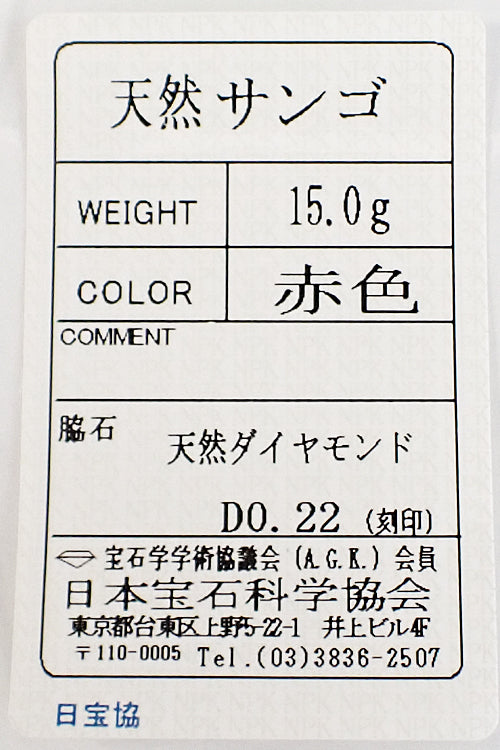 天然サンゴ
WEIGHT 15.0g
COLOR 赤色
COMMENT
脇石 天然ダイヤモンド
D0.22 (刻印)
宝石学学術協議会(A.G.K.)会員
日本宝石科学協会
東京都台東区上野5-22-1 井上ビル4F
〒110-0005 Tel.(03)3836-2507
日宝協